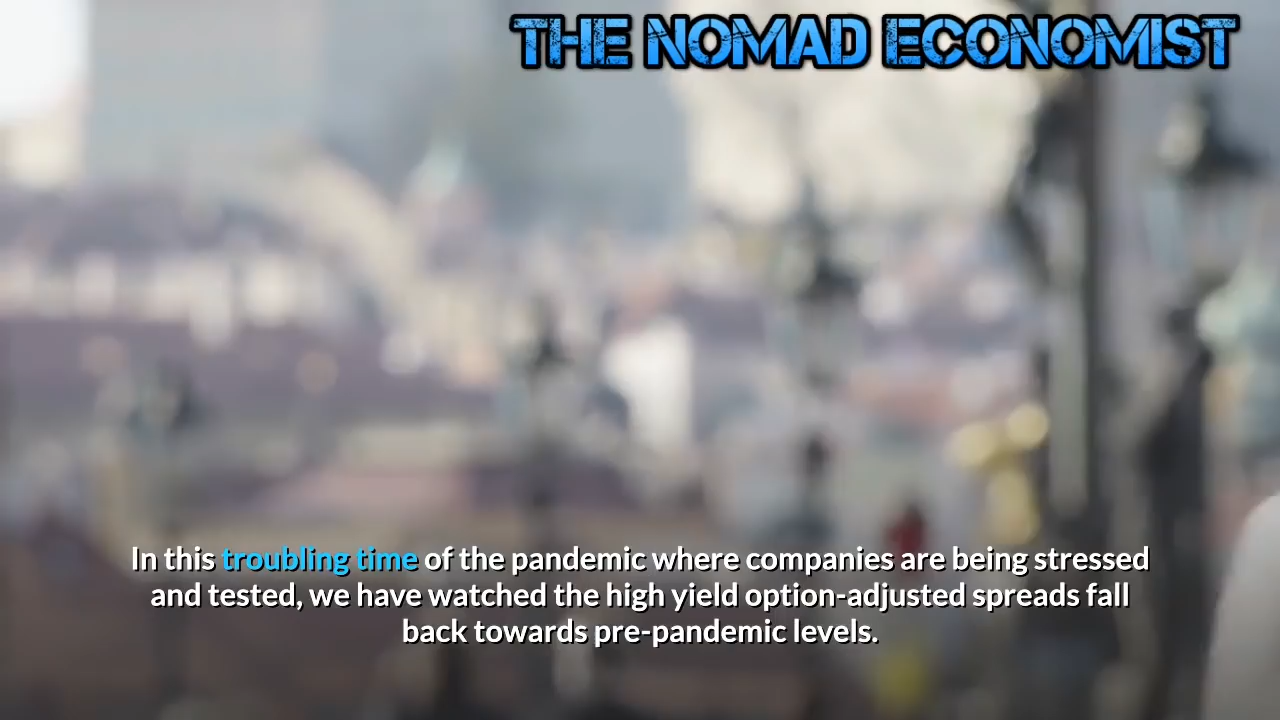 THE NOMAD ECONOMIST
In this troubling time of the pandemic where companies are being stressed
and tested, we have watched the high yield option-adjusted spreads fall
back towards pre-pandemic levels.